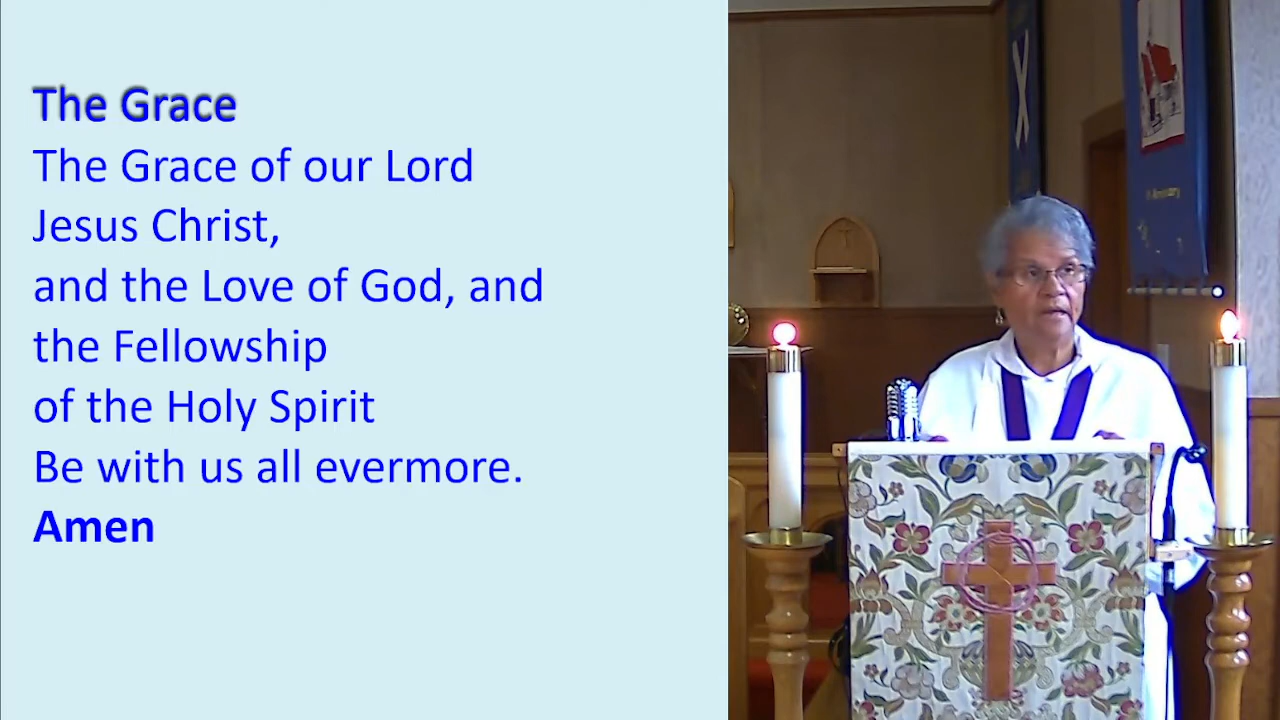 The Grace
The Grace of our Lord
Jesus Christ,
and the Love of God, and
the Fellowship
of the Holy Spirit
Be with us all evermore.
Amen